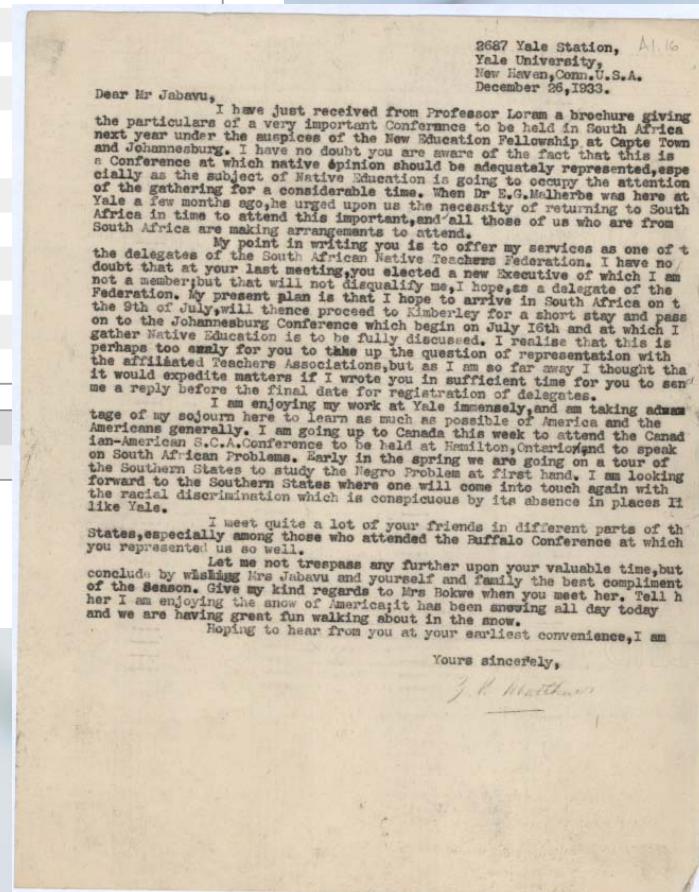 A1.16
2687 Yale Station,
Yale University,
New Haven,Conn.U.S.A.
December 26,1933.
Dear Mr Jabavu,
I have just received from Professor Loram a brochure giving
the particulars of a very important Conference to be held in South Africa
next year under the auspices of the New Education Fellowship at Capte Town
and Johannesburg. I have no doubt you are aware of the fact that this is
a Conference at which native opinion should be adequately represented,espe
cially as the subject of Native Education is going to occupy the attention
of the gathering for a considerable time. When Dr E.G.Malherbe was here at
Yale a few months ago,he urged upon us the necessity of returning to South
Africa in time to attend this important,and all those of us who are from
South Africa are making arrangements to attend.
My point in writing you is to offer my services as one of t
the delegates of the South African Native Teachers Federation. I have no
doubt that at your last meeting,you elected a new Executive of which I am
not a member;but that will not disqualify me,I hope,as a delegate of the
Federation. My present plan is that I hope to arrive in South Africa on t
the 9th of July,will thence proceed to Kimberley for a short stay and pass
on to the Johannesburg Conference which begin on July 16th and at which I
gather Native Education is to be fully discussed. I realise that this is
perhaps too early for you to take up the question of representation with
the affiliated Teachers Associations,but as I am so far away I thought tha
it would expedite matters if I wrote you in sufficient time for you to send
me a reply before the final date for registration of delegates.
I am enjoying my work at Yale immensely,and am taking advan
tage of my sojourn here to learn as much as possible of America and the
Americans generally. I am going up to Canada this week to attend the Canad
ian-American S.C.A.Conference to be held at Hamilton,Ontario,and to speak
on South African Problems. Early in the spring we are going on a tour of
the Southern States to study the Negro Problem at first hand. I am looking
forward to the Southern States where one will come into touch again with
the racial discrimination which is conspicuous by its absence in places
like Yale.
I meet quite a lot of your friends in different parts of th
States,especially among those who attended the Buffalo Conference at which
you represented us so well.
Let me not trespass any further upon your valuable time,but
conclude by wishing Mrs Jabavu and yourself and family the best compliment
of the Season. Give my kind regards to Mrs Bokwe when you meet her. Tell h
her I am enjoying the snow of America;it has been snowing all day today
and we are having great fun walking about in the snow.
Hoping to hear from you at your earliest convenience,I am
Yours sincerely,
Z. K. Matthews